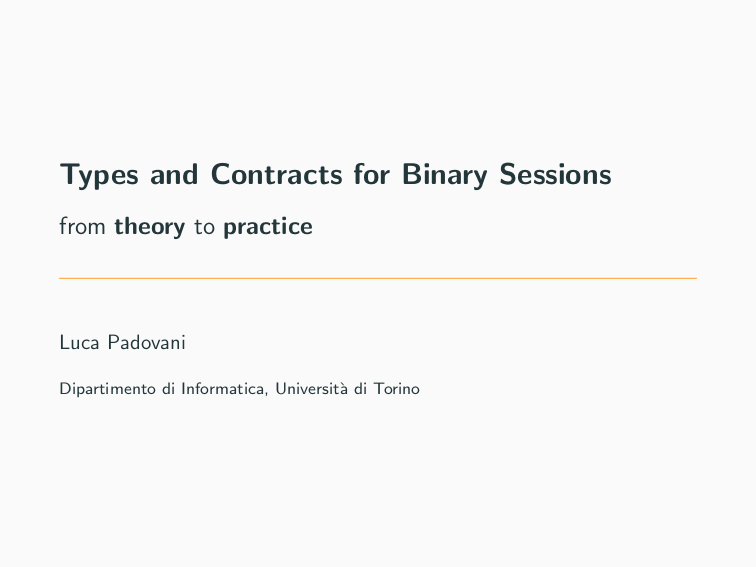 Types and Contracts for Binary Sessions
from theory to practice
Luca Padovani
Dipartimento di Informatica, Università di Torino